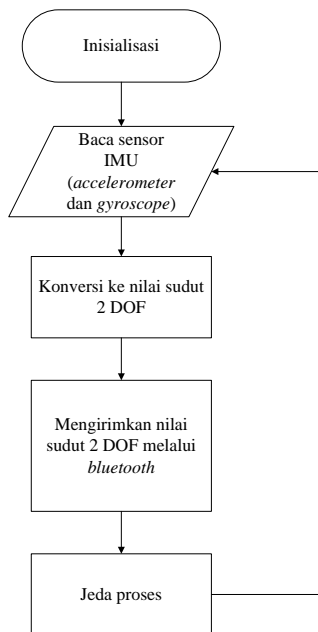 Inisialisasi
Baca sensor
IMU
(accelerometer
dan gyroscope)
Konversi ke nilai sudut
2 DOF
Mengirimkan nilai
sudut 2 DOF melalui
bluetooth
Jeda proses